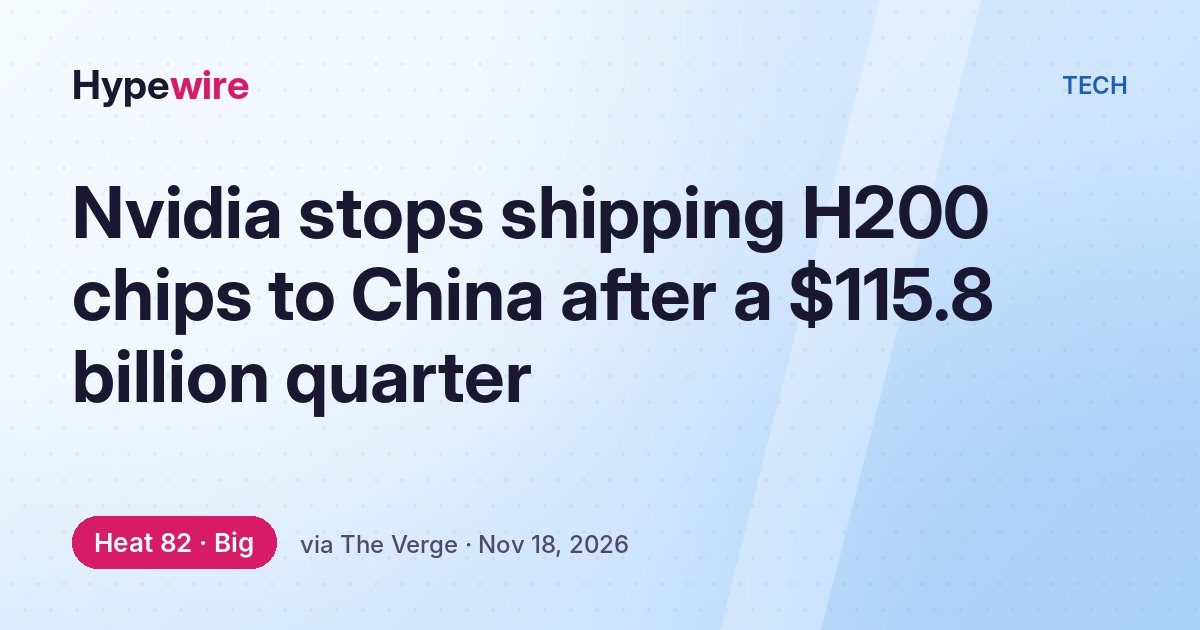 Hypewire
TECH
Nvidia stops shipping H200
chips to China after a $115.8
billion quarter
Heat 82 · Big
via The Verge · Nov 18, 2026